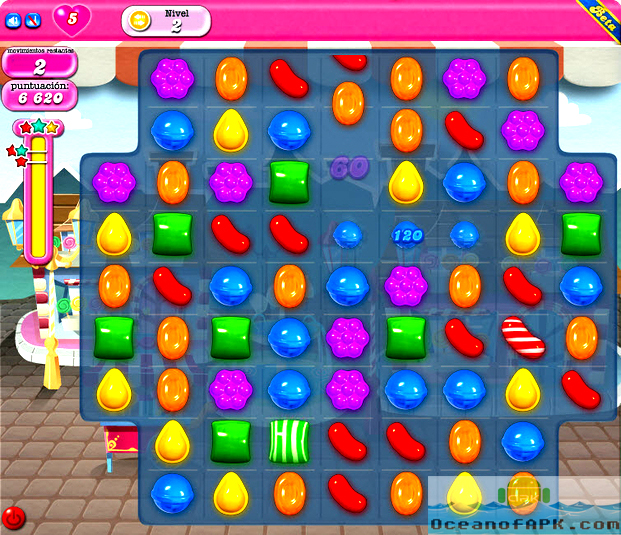 5
Nivel
2
Beta
movimientos restantes
2
puntuación:
6 620
60
120
OceanofAPK.com